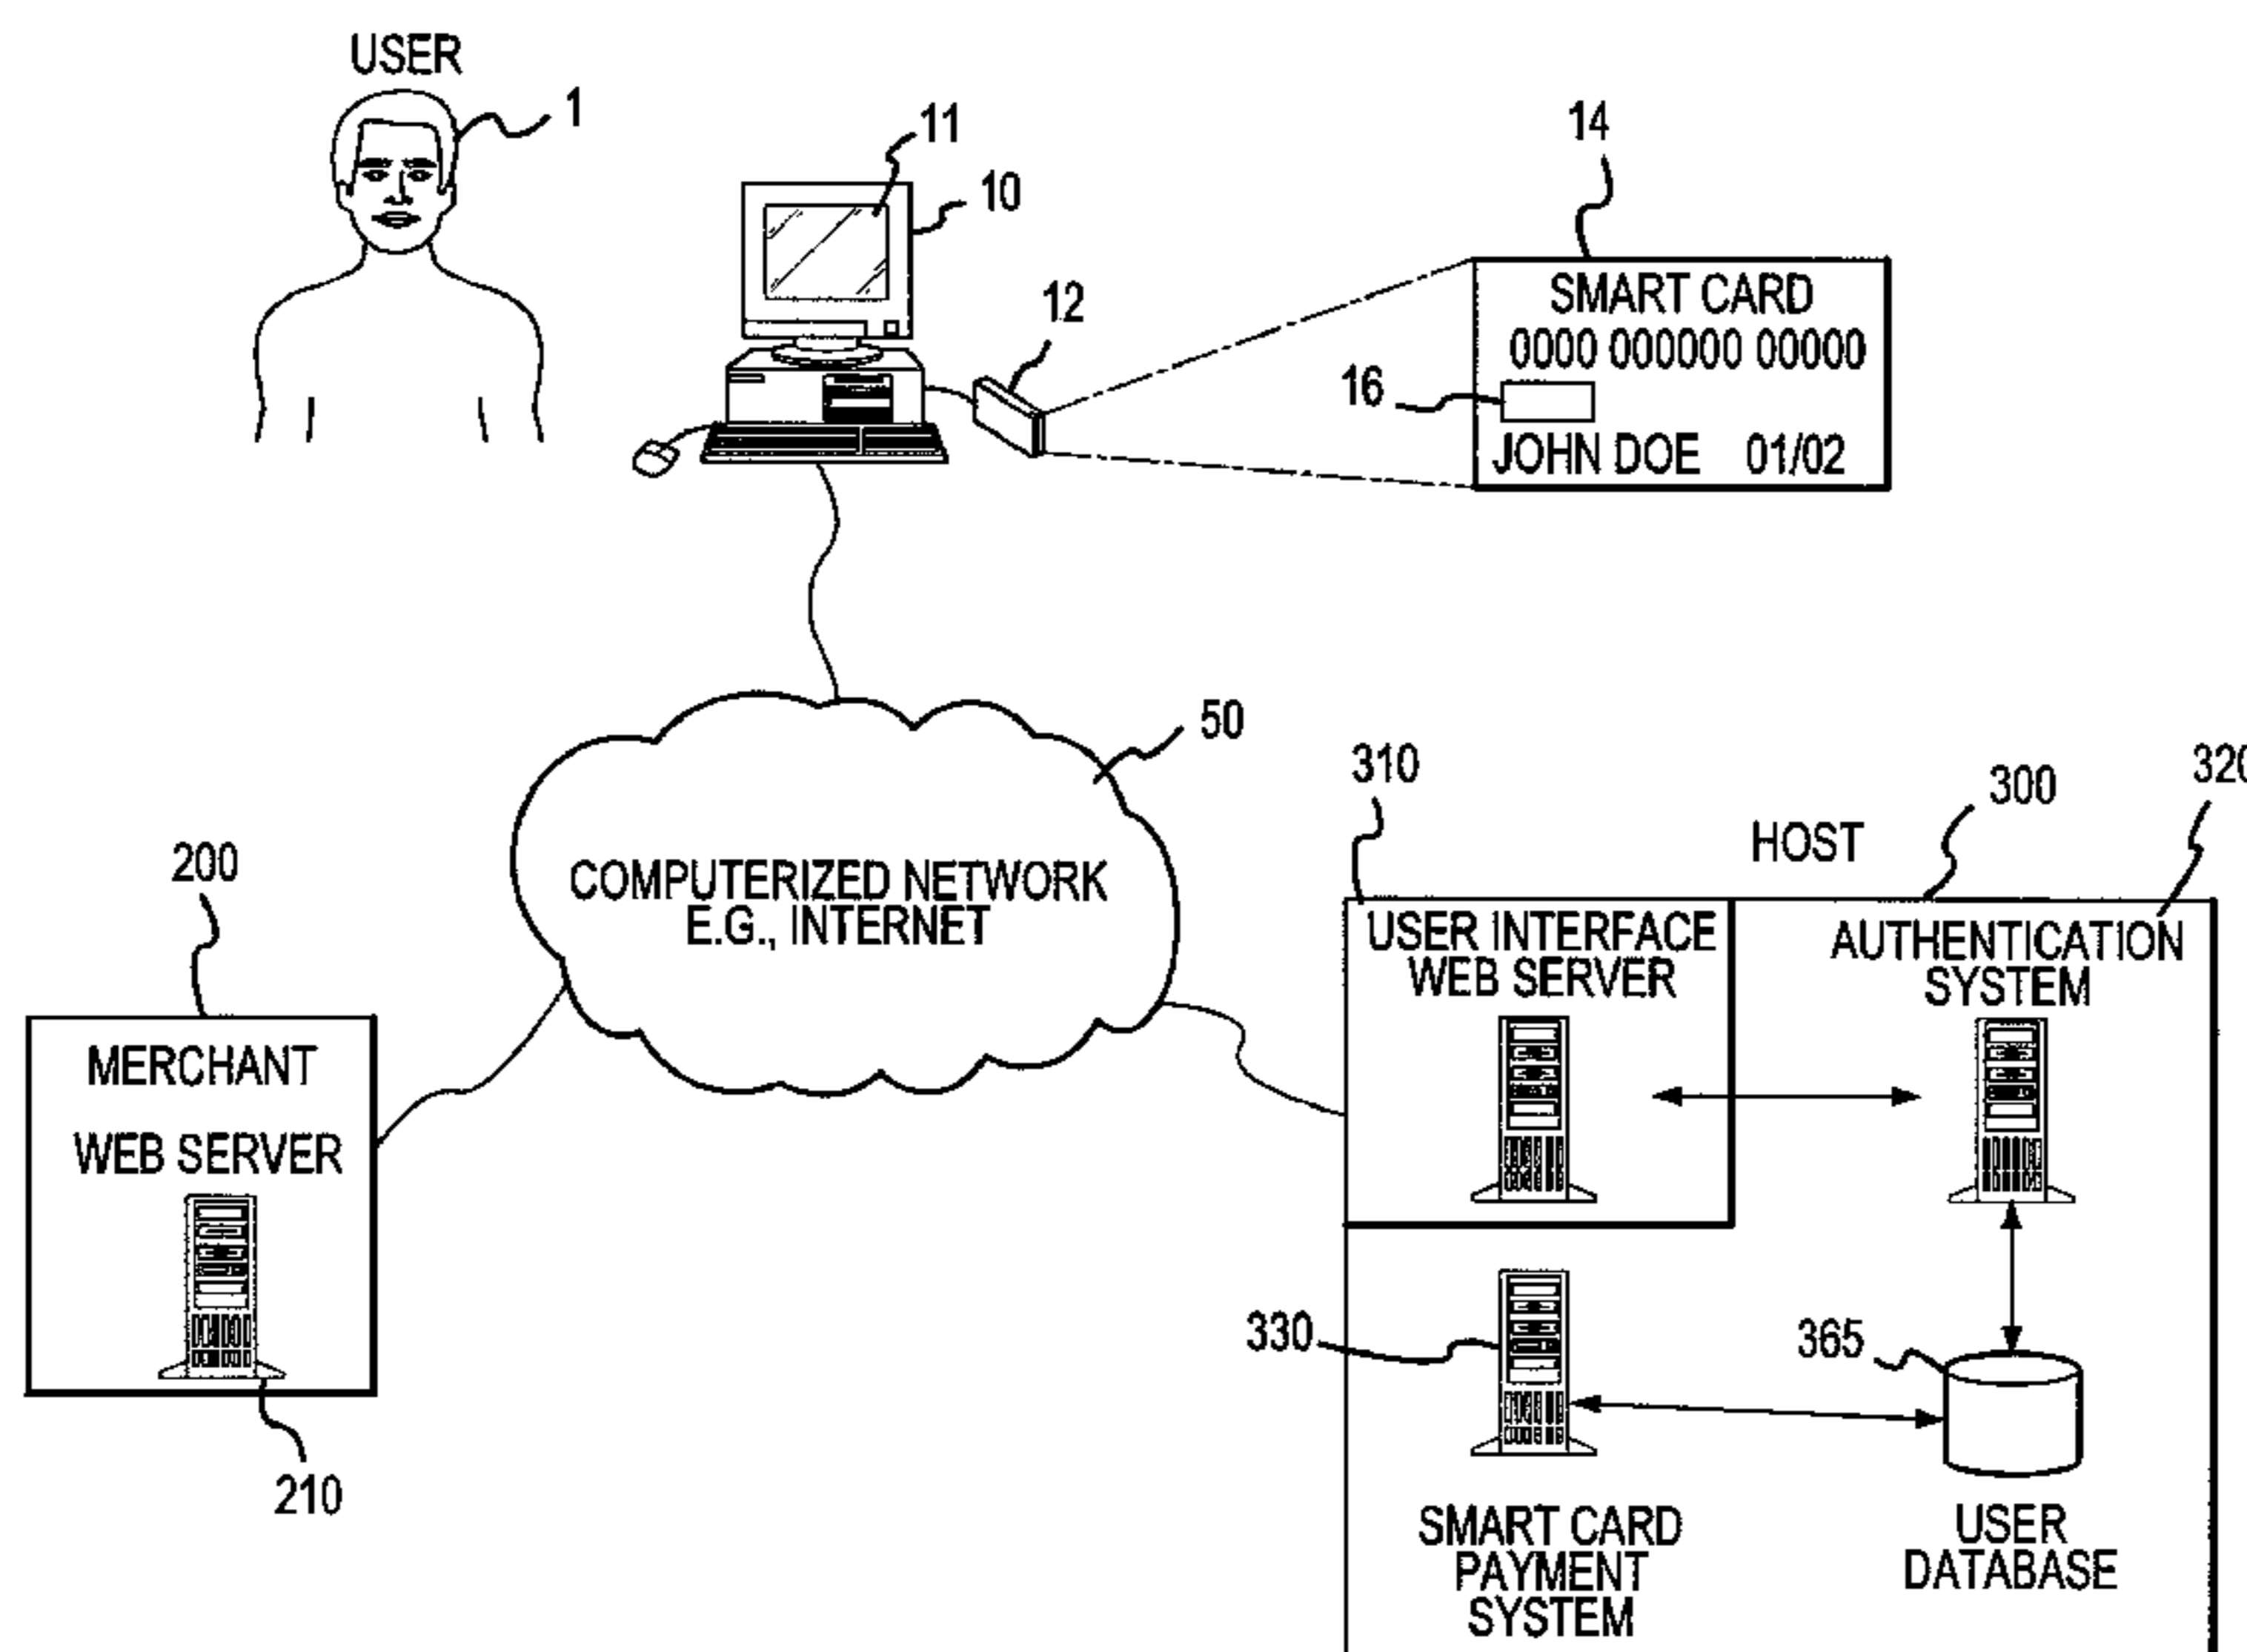 USER
1
11
10
12
14
SMART CARD
0000 000000 00000
16
JOHN DOE 01/02
50
COMPUTERIZED NETWORK
E.G., INTERNET
200
MERCHANT
WEB SERVER
210
310
HOST
300
320
USER INTERFACE
WEB SERVER
AUTHENTICATION
SYSTEM
330
365
SMART CARD
PAYMENT
SYSTEM
USER
DATABASE